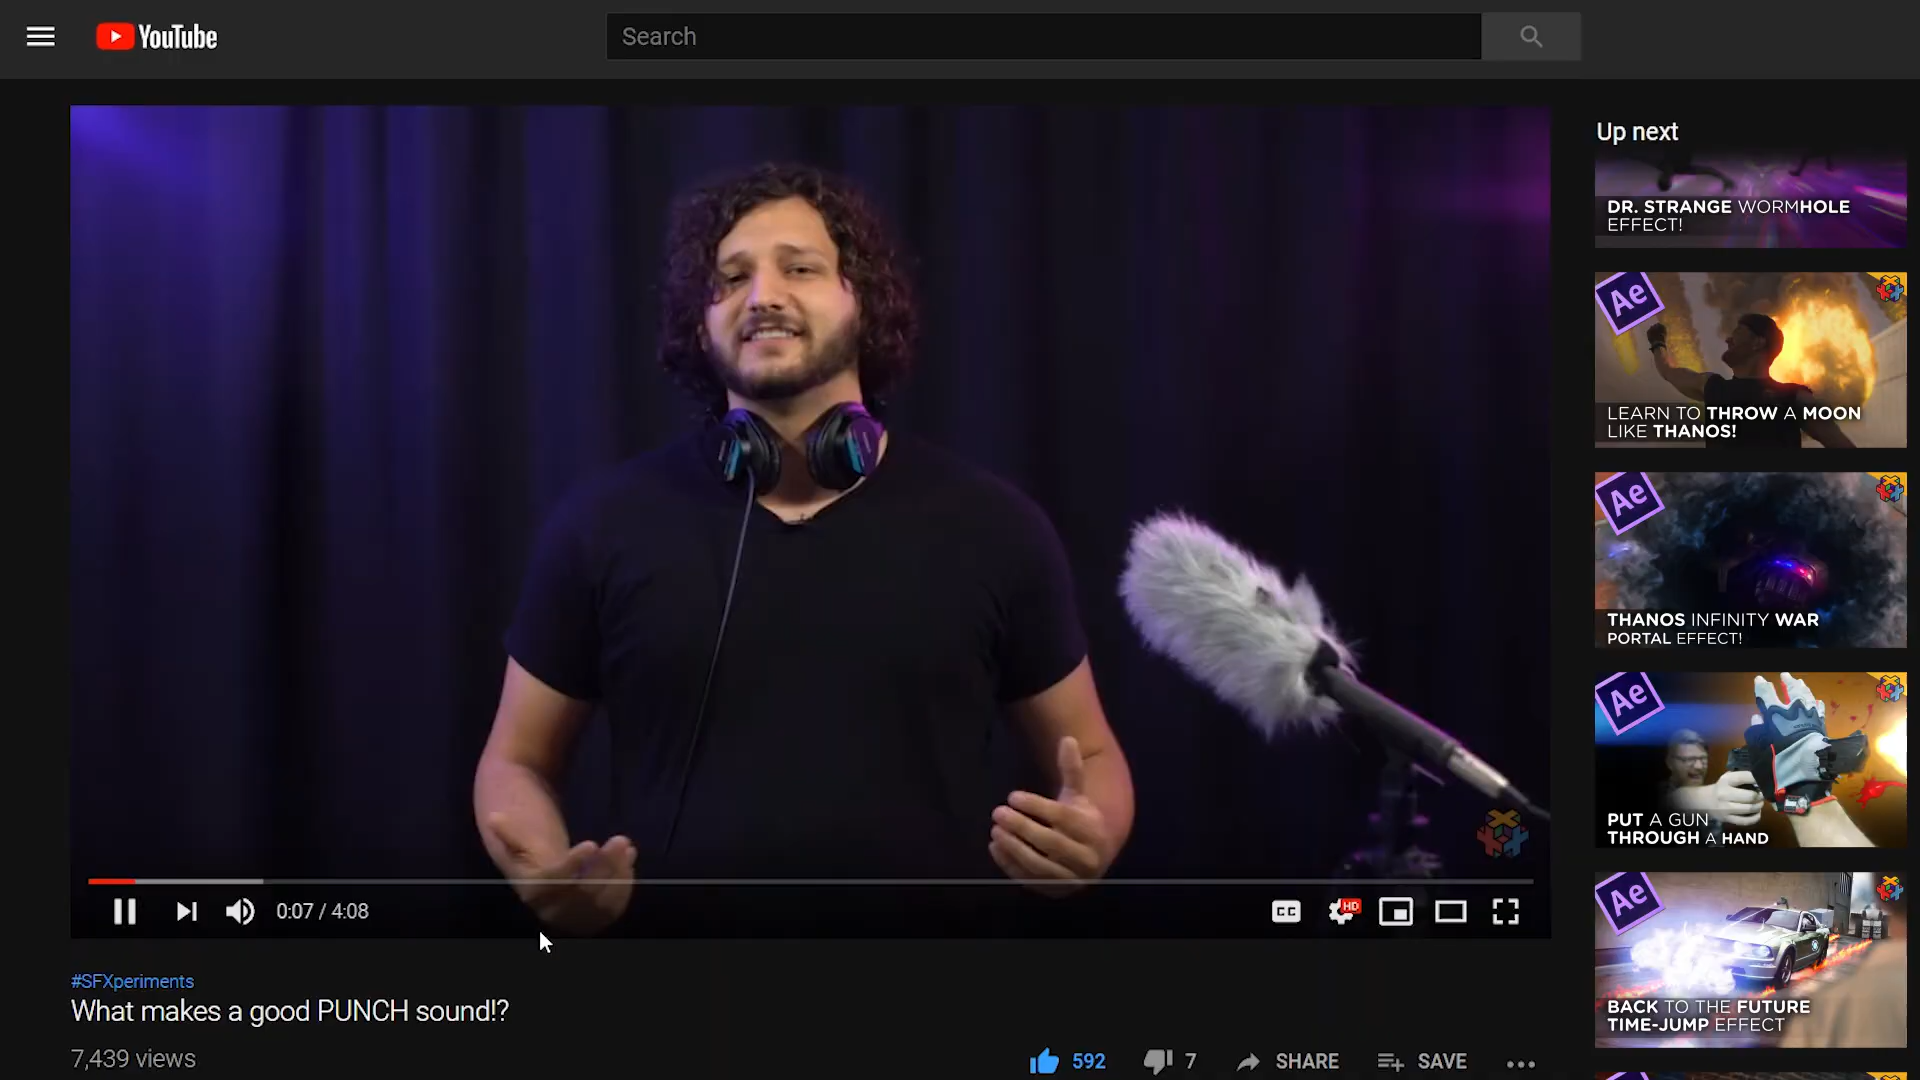 YouTube
Search
Up next
DR. STRANGE WORMHOLE
EFFECT!
Ae
LEARN TO THROW A MOON
LIKE THANOS!
Ae
THANOS INFINITY WAR
PORTAL EFFECT!
Ae
PUT A GUN
THROUGH A HAND
Ae
BACK TO THE FUTURE
TIME-JUMP EFFECT
0:07 / 4:08
CC
HD
#SFXperiments
What makes a good PUNCH sound!?
7,439 views
592
7
SHARE
SAVE